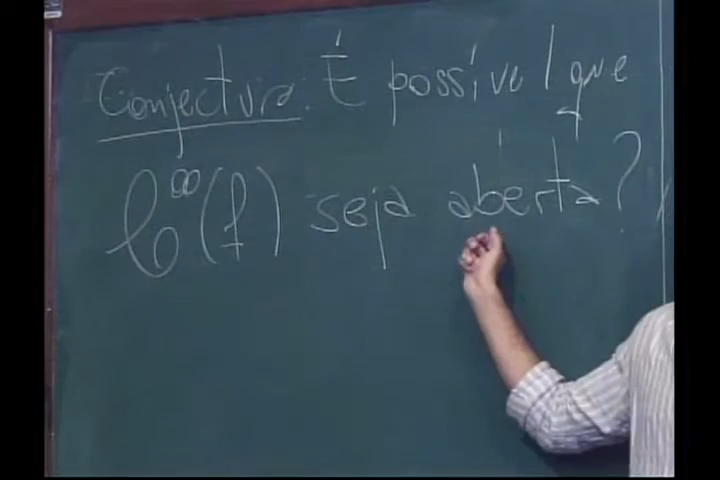 Conjectura. É possível que
𝒞^∞(f) seja aberta?